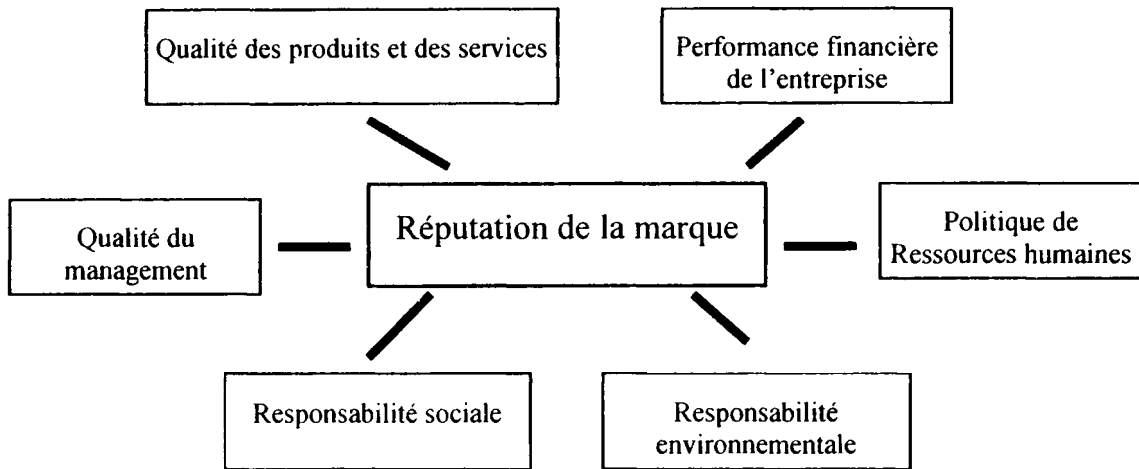 Qualité des produits et des services
Performance financière
de l'entreprise
Qualité du
management
Réputation de la marque
Politique de
Ressources humaines
Responsabilité sociale
Responsabilité
environnementale